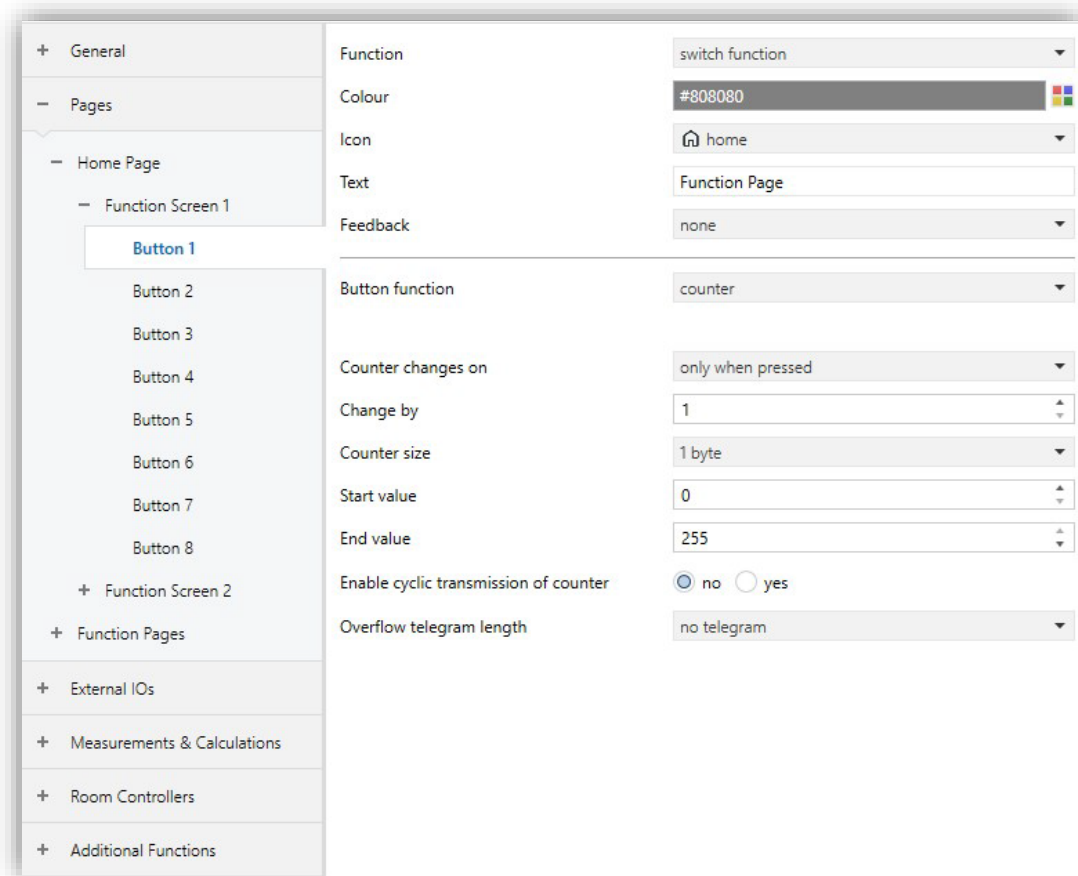 General
Pages
Home Page
Function Screen 1
Button 1
Button 2
Button 3
Button 4
Button 5
Button 6
Button 7
Button 8
Function Screen 2
Function Pages
External IOs
Measurements & Calculations
Room Controllers
Additional Functions
Function switch function
Colour #808080
Icon home
Text Function Page
Feedback none
Button function counter
Counter changes on only when pressed
Change by 1
Counter size 1 byte
Start value 0
End value 255
Enable cyclic transmission of counter no yes
Overflow telegram length no telegram